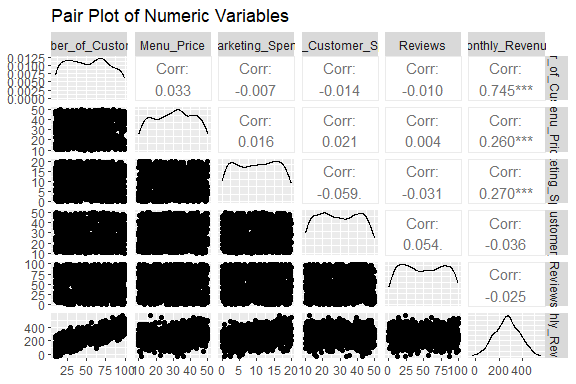 Pair Plot of Numeric Variables
ber_of_Custor Menu_Price arketing_Spen _Customer_S Reviews onthly_Revenu
0.0125 0.0100 0.0075 0.0050 0.0025 0.0000
Corr: 0.033
Corr: -0.007
Corr: -0.014
Corr: -0.010
Corr: 0.745***
r_of_Cus
50 40 30 20 10
Corr: 0.016
Corr: 0.021
Corr: 0.004
Corr: 0.260***
enu_Pric
20 15 10 5 0
Corr: -0.059.
Corr: -0.031
Corr: 0.270***
eting_Sp
50 40 30 20 10
Corr: 0.054.
Corr: -0.036
ustomer
100 75 50 25 0
Corr: -0.025
Reviews
400 200 0
hly_Rev
25 50 75 100
10 20 30 40 50
0 5 10 15 20
10 20 30 40 50
0 25 50 75 100
0 200 400